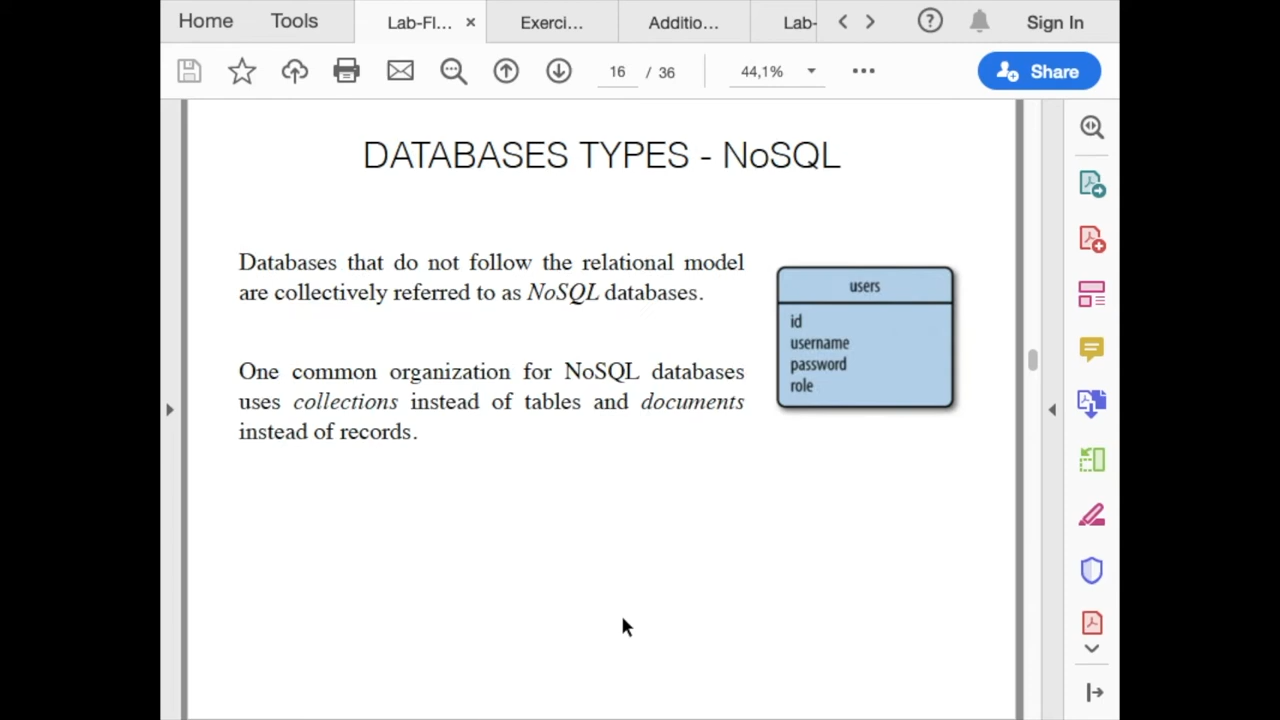 Home Tools Lab-Fl... × Exerci... Additio... Lab- Sign In
16 / 36 44,1% Share
DATABASES TYPES - NoSQL
Databases that do not follow the relational model
are collectively referred to as NoSQL databases.
One common organization for NoSQL databases
uses collections instead of tables and documents
instead of records.
users
id
username
password
role